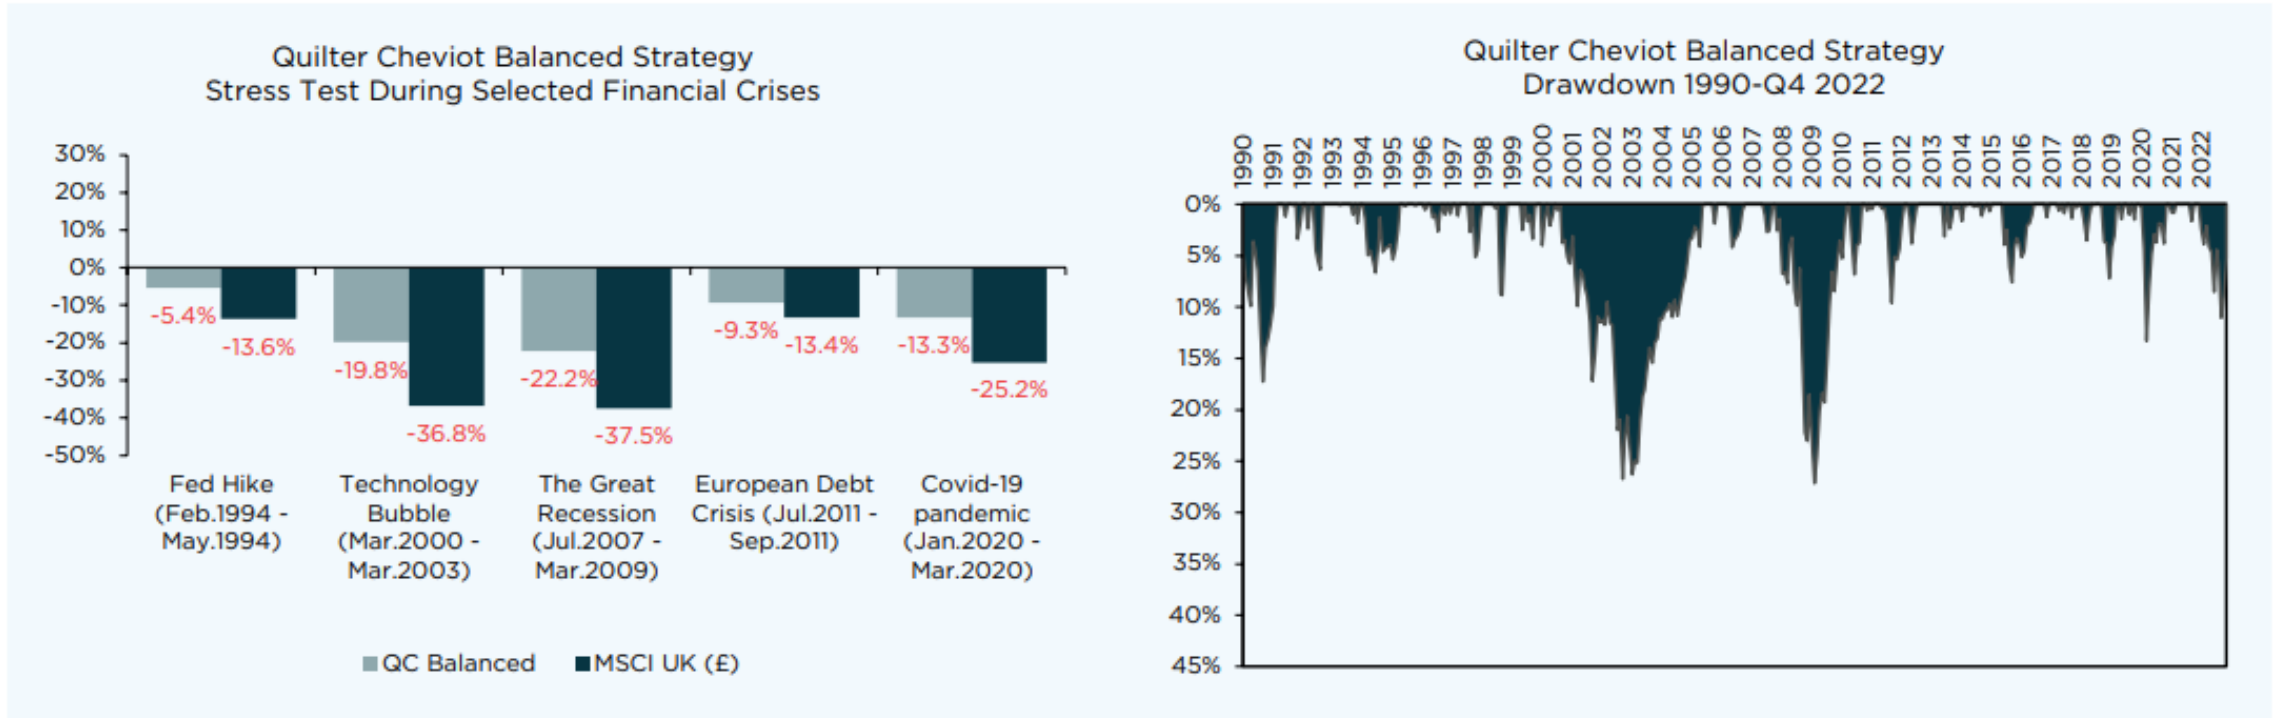 Quilter Cheviot Balanced Strategy
Stress Test During Selected Financial Crises
30%
20%
10%
0%
-10%
-20%
-30%
-40%
-50%
-5.4%
-13.6%
-19.8%
-36.8%
-22.2%
-37.5%
-9.3%
-13.4%
-13.3%
-25.2%
Fed Hike
(Feb.1994 -
May.1994)
Technology
Bubble
(Mar.2000 -
Mar.2003)
The Great
Recession
(Jul.2007 -
Mar.2009)
European Debt
Crisis (Jul.2011 -
Sep.2011)
Covid-19
pandemic
(Jan.2020 -
Mar.2020)
QC Balanced
MSCI UK (£)
Quilter Cheviot Balanced Strategy
Drawdown 1990-Q4 2022
1990
1991
1992
1993
1994
1995
1996
1997
1998
1999
2000
2001
2002
2003
2004
2005
2006
2007
2008
2009
2010
2011
2012
2013
2014
2015
2016
2017
2018
2019
2020
2021
2022
0%
5%
10%
15%
20%
25%
30%
35%
40%
45%